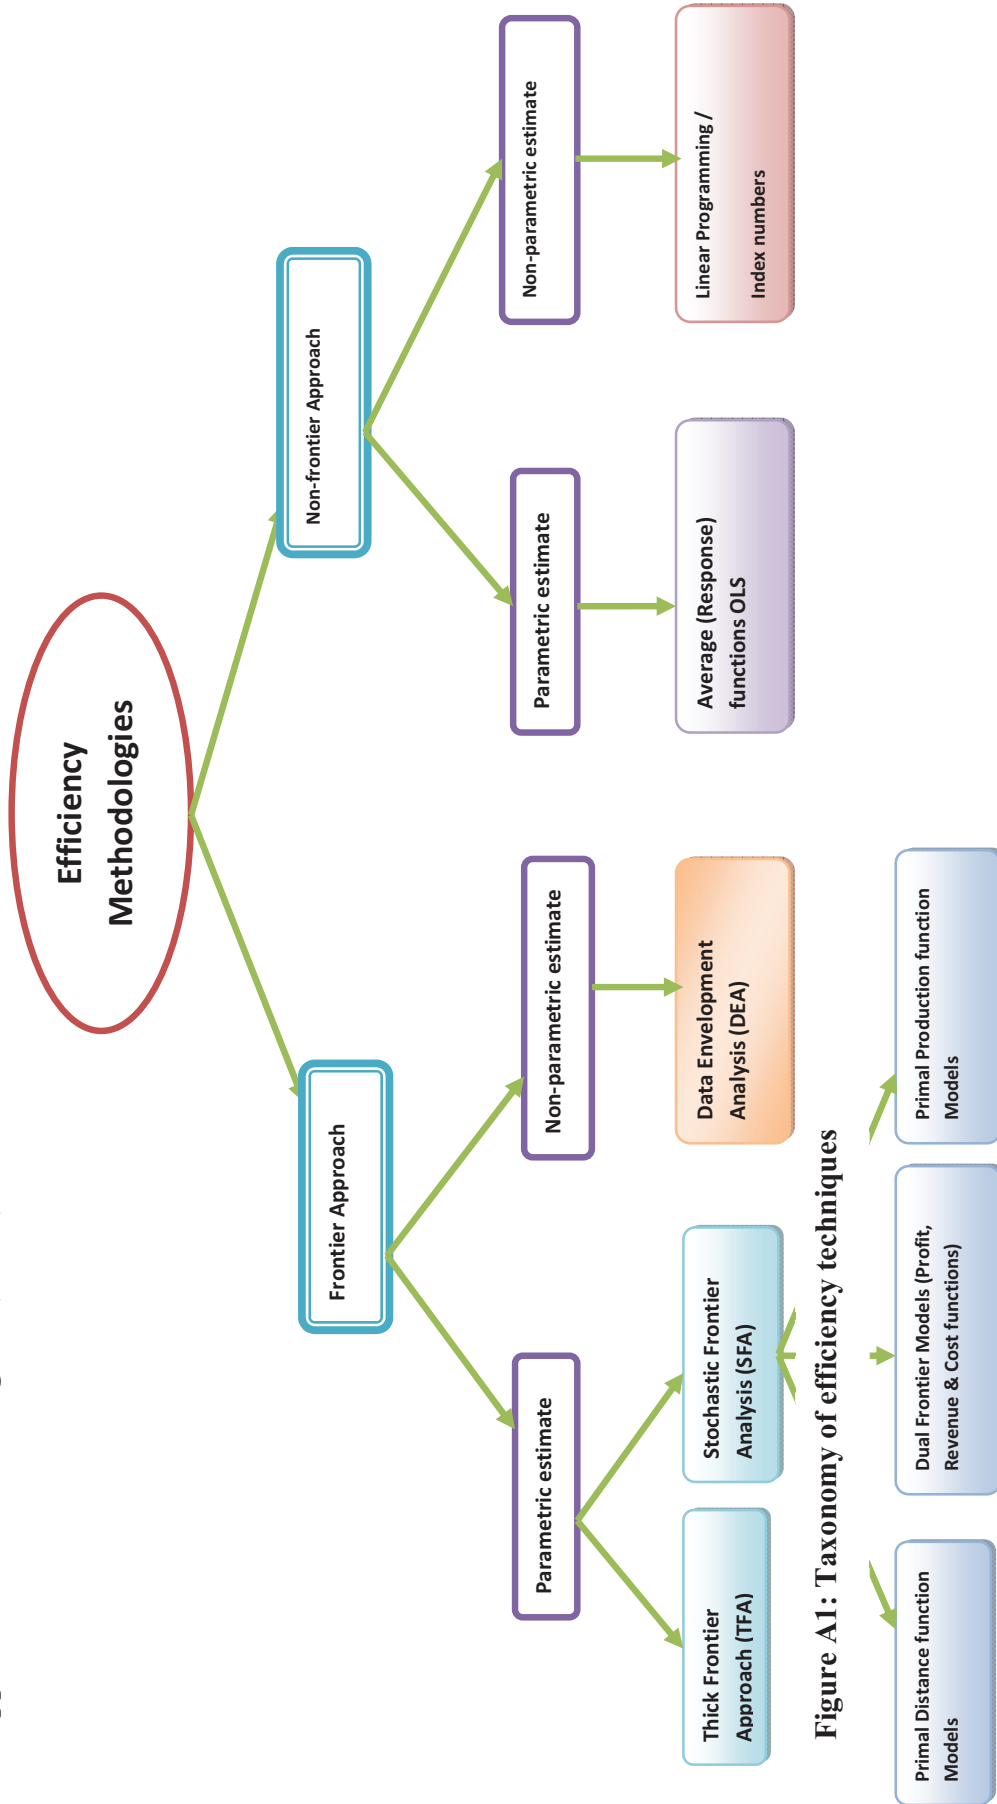 Efficiency
Methodologies
Frontier Approach
Non-frontier Approach
Parametric estimate
Non-parametric estimate
Parametric estimate
Non-parametric estimate
Thick Frontier
Approach (TFA)
Stochastic Frontier
Analysis (SFA)
Data Envelopment
Analysis (DEA)
Average (Response)
functions OLS
Linear Programming /
Index numbers
Figure A1: Taxonomy of efficiency techniques
Primal Distance function
Models
Dual Frontier Models (Profit,
Revenue & Cost functions)
Primal Production function
Models